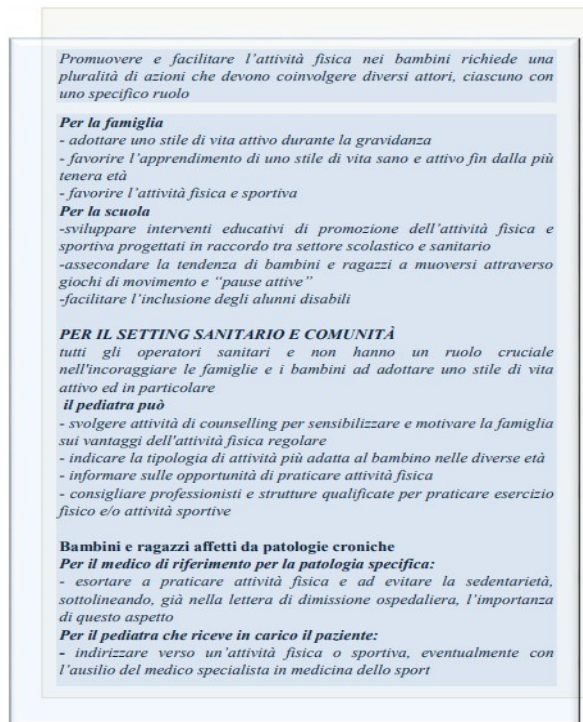 Promuovere e facilitare l'attività fisica nei bambini richiede una
pluralità di azioni che devono coinvolgere diversi attori, ciascuno con
uno specifico ruolo
Per la famiglia
- adottare uno stile di vita attivo durante la gravidanza
- favorire l'apprendimento di uno stile di vita sano e attivo fin dalla più
tenera età
- favorire l'attività fisica e sportiva
Per la scuola
-sviluppare interventi educativi di promozione dell'attività fisica e
sportiva progettati in raccordo tra settore scolastico e sanitario
-assecondare la tendenza di bambini e ragazzi a muoversi attraverso
giochi di movimento e “pause attive”
-facilitare l'inclusione degli alunni disabili
PER IL SETTING SANITARIO E COMUNITÀ
tutti gli operatori sanitari e non hanno un ruolo cruciale
nell'incoraggiare le famiglie e i bambini ad adottare uno stile di vita
attivo ed in particolare
il pediatra può
- svolgere attività di counselling per sensibilizzare e motivare la famiglia
sui vantaggi dell'attività fisica regolare
- indicare la tipologia di attività più adatta al bambino nelle diverse età
- informare sulle opportunità di praticare attività fisica
- consigliare professionisti e strutture qualificate per praticare esercizio
fisico e/o attività sportive
Bambini e ragazzi affetti da patologie croniche
Per il medico di riferimento per la patologia specifica:
- esortare a praticare attività fisica e ad evitare la sedentarietà,
sottolineando, già nella lettera di dimissione ospedaliera, l'importanza
di questo aspetto
Per il pediatra che riceve in carico il paziente:
- indirizzare verso un'attività fisica o sportiva, eventualmente con
l'ausilio del medico specialista in medicina dello sport